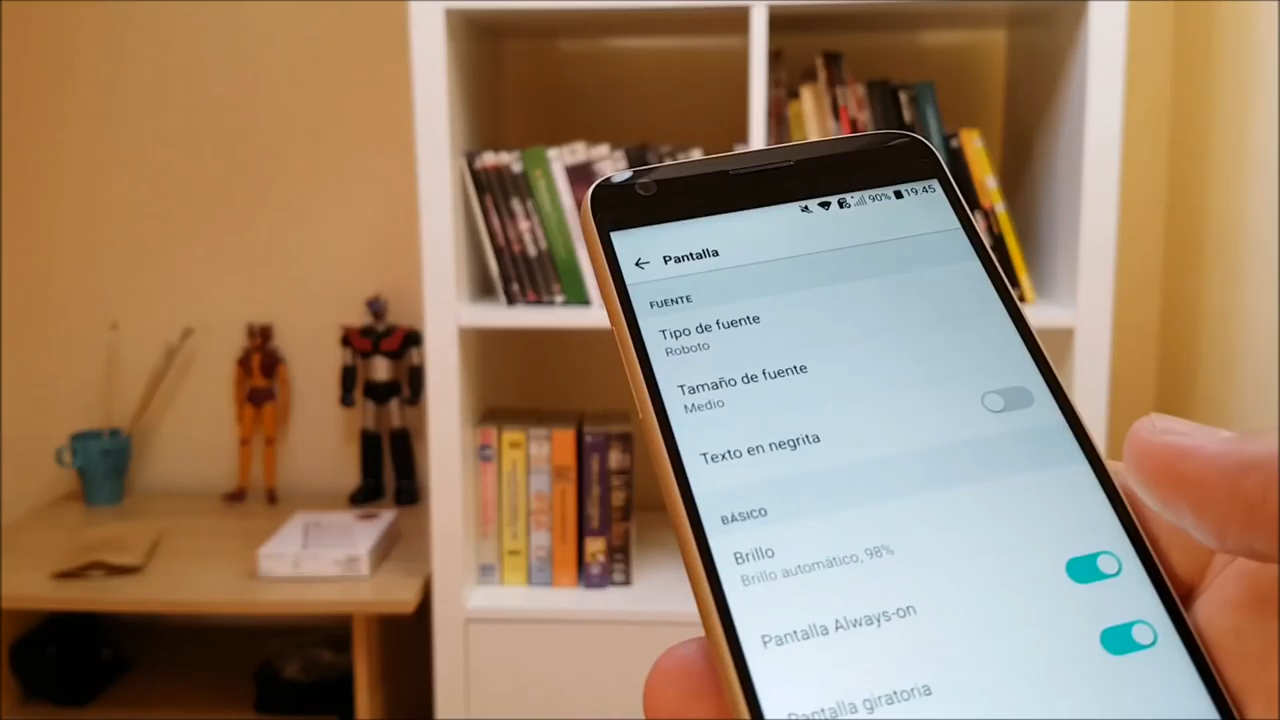 90% 19:45
Pantalla
FUENTE
Tipo de fuente
Roboto
Tamaño de fuente
Medio
Texto en negrita
BÁSICO
Brillo
Brillo automático, 98%
Pantalla Always-on
Pantalla giratoria